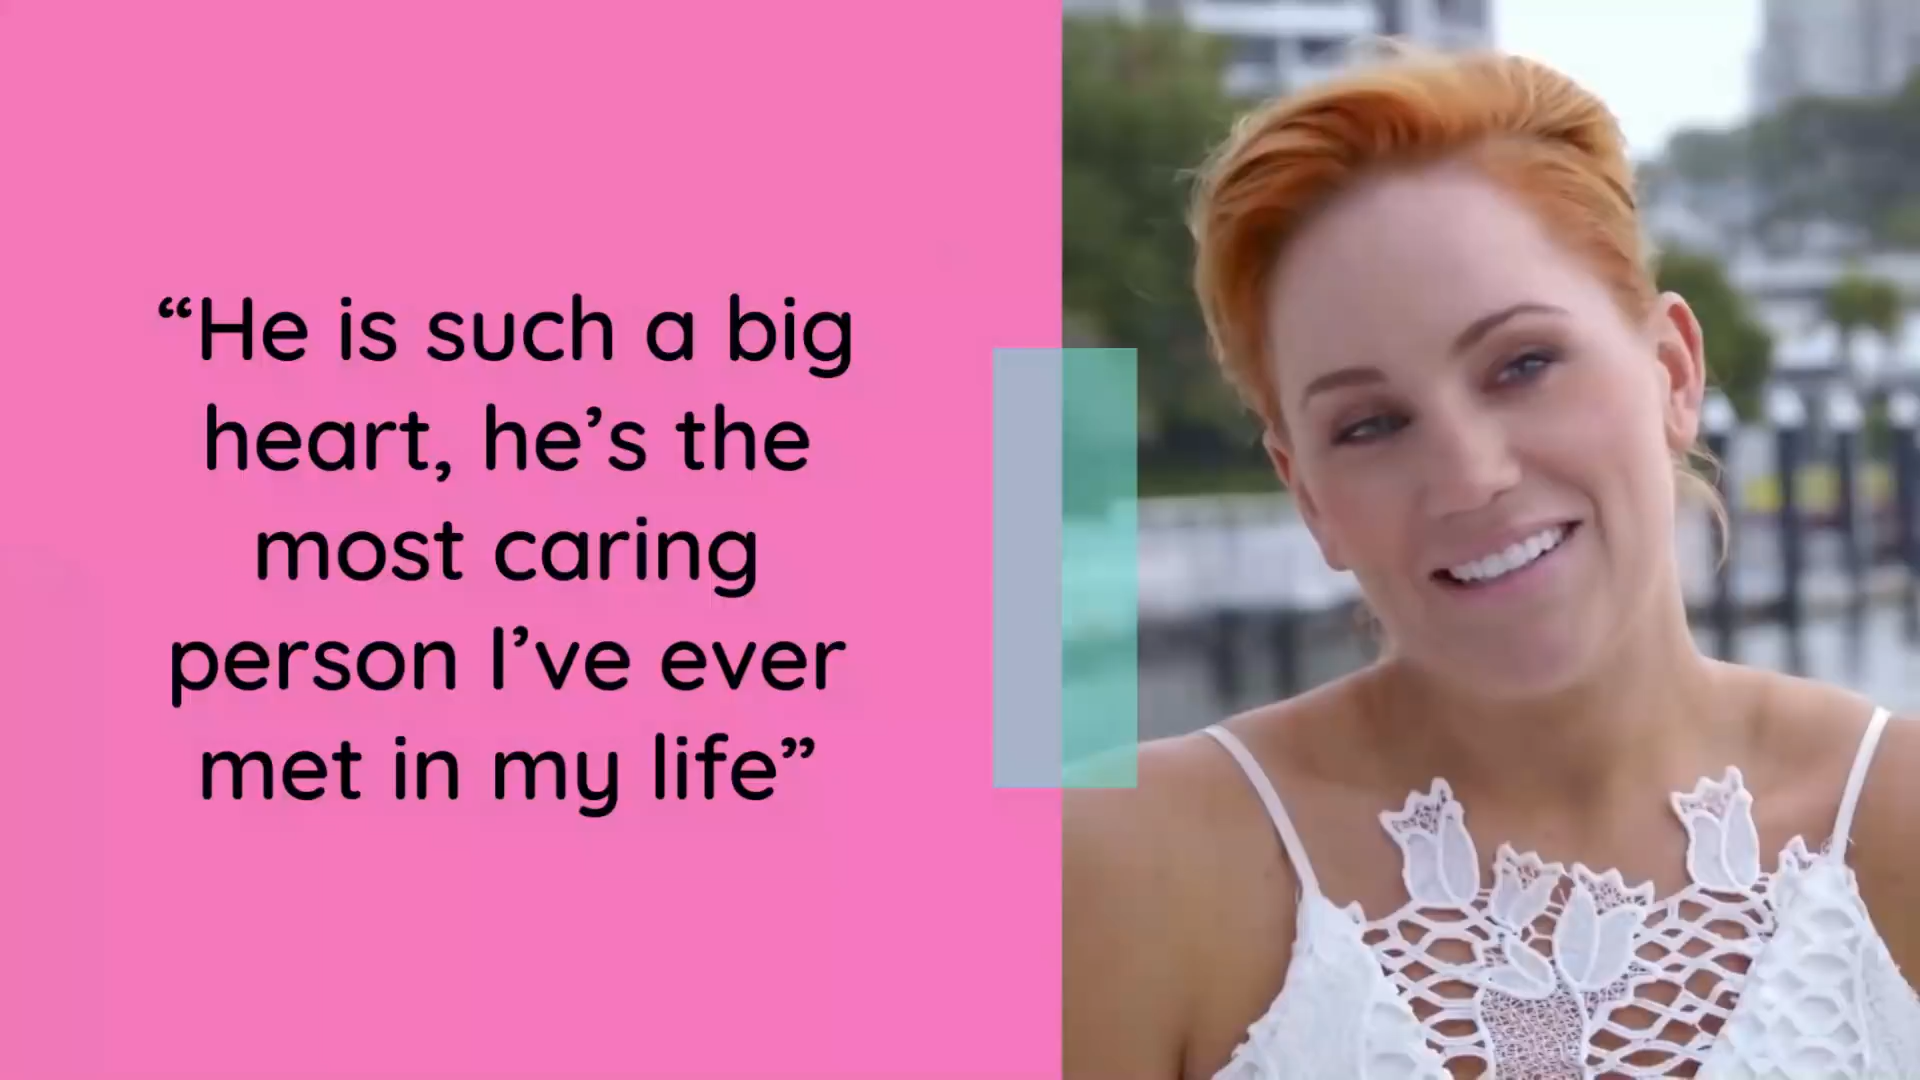 “He is such a big
heart, he’s the
most caring
person I’ve ever
met in my life”